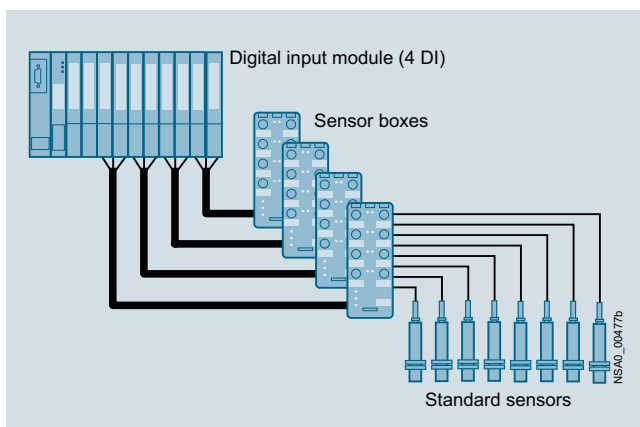 Digital input module (4 DI)
Sensor boxes
Standard sensors
NSA0_00477b